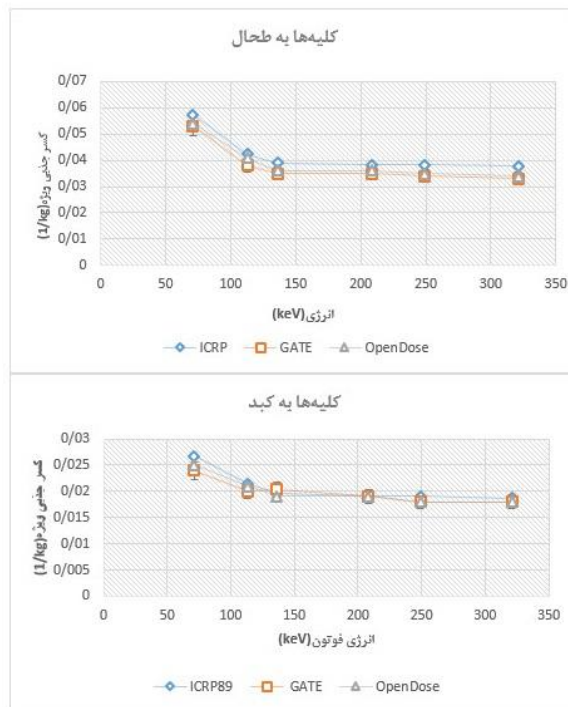 کلیه‌ها به طحال
0/07
0/06
0/05
0/04
0/03
0/02
0/01
0
کسر جذبی ویژه(1/kg)
0 50 100 150 200 250 300 350
انرژی(keV)
ICRP GATE OpenDose
کلیه‌ها به کبد
0/03
0/025
0/02
0/015
0/01
0/005
0
کسر جذبی ویژه(1/kg)
0 50 100 150 200 250 300 350
انرژی فوتون(keV)
ICRP89 GATE OpenDose